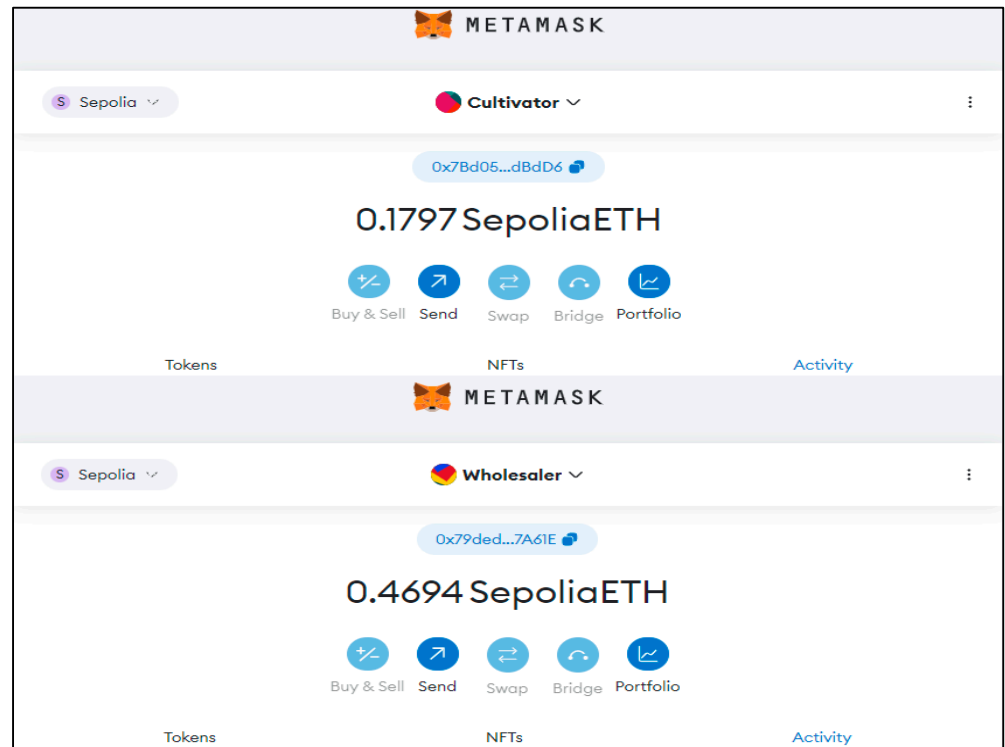 METAMASK
S Sepolia Cultivator
0x7Bd05...dBdD6
0.1797 SepoliaETH
Buy & Sell Send Swap Bridge Portfolio
Tokens NFTs Activity
METAMASK
S Sepolia Wholesaler
0x79ded...7A61E
0.4694 SepoliaETH
Buy & Sell Send Swap Bridge Portfolio
Tokens NFTs Activity